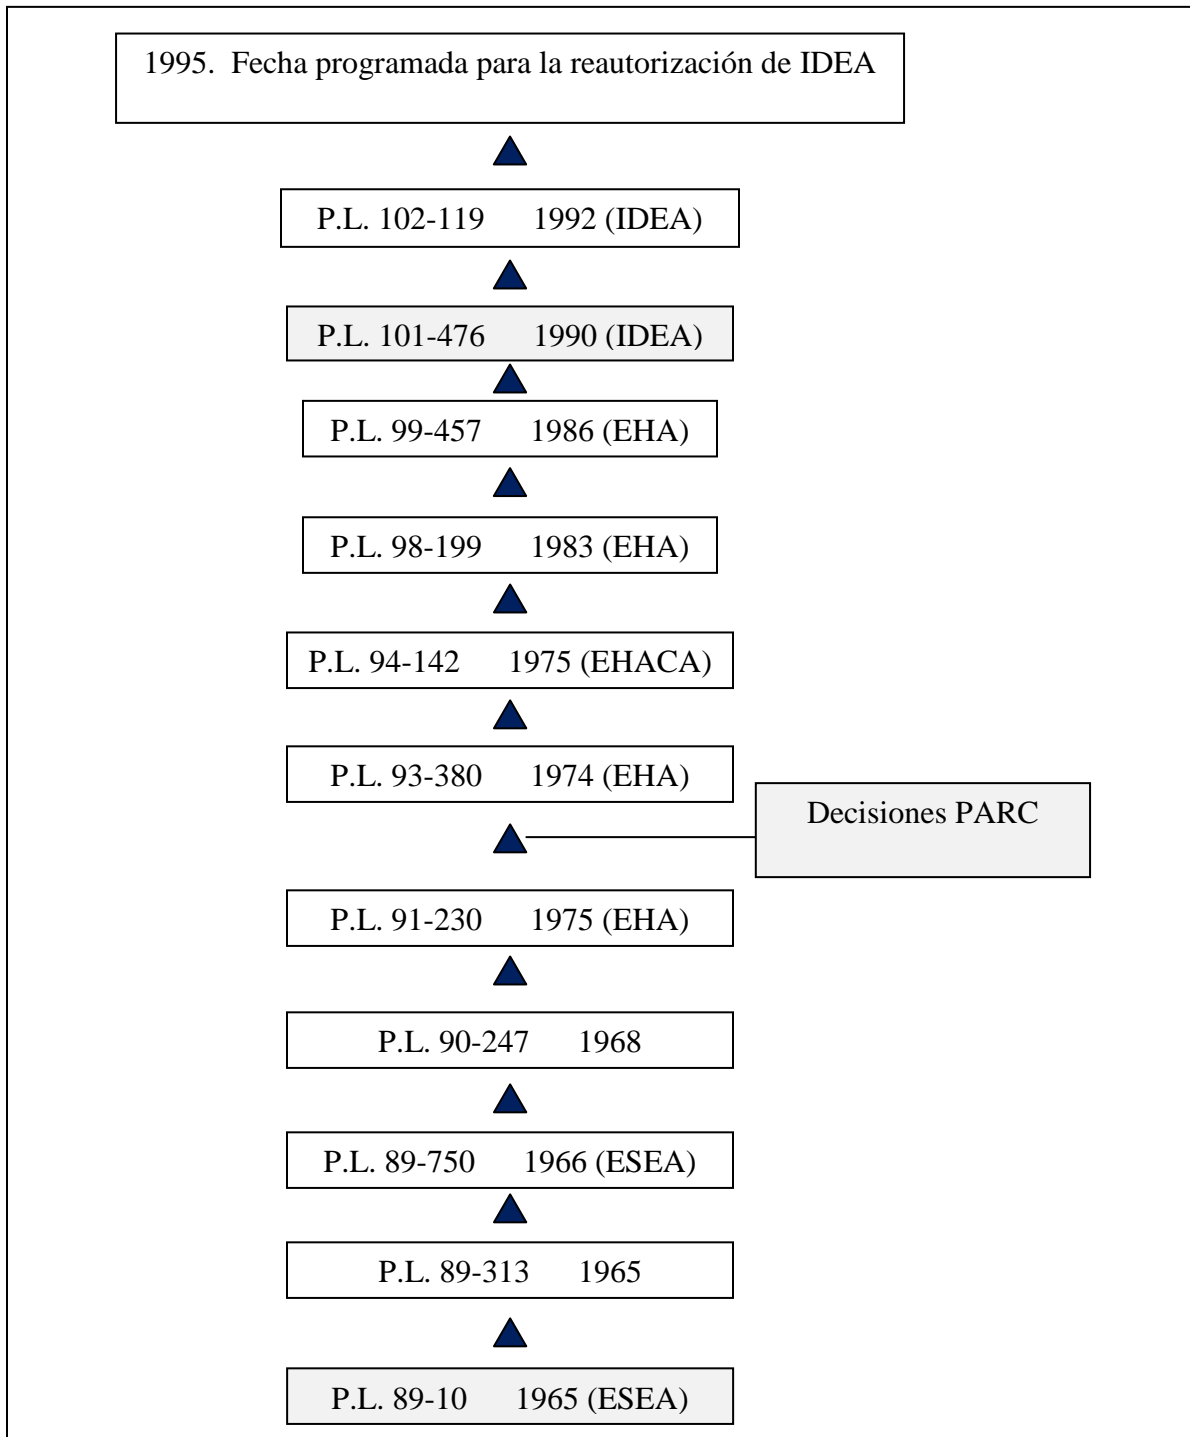 1995.  Fecha programada para la reautorización de IDEA
P.L. 102-119 1992 (IDEA)
P.L. 101-476 1990 (IDEA)
P.L. 99-457 1986 (EHA)
P.L. 98-199 1983 (EHA)
P.L. 94-142 1975 (EHACA)
P.L. 93-380 1974 (EHA)
Decisiones PARC
P.L. 91-230 1975 (EHA)
P.L. 90-247 1968
P.L. 89-750 1966 (ESEA)
P.L. 89-313 1965
P.L. 89-10 1965 (ESEA)